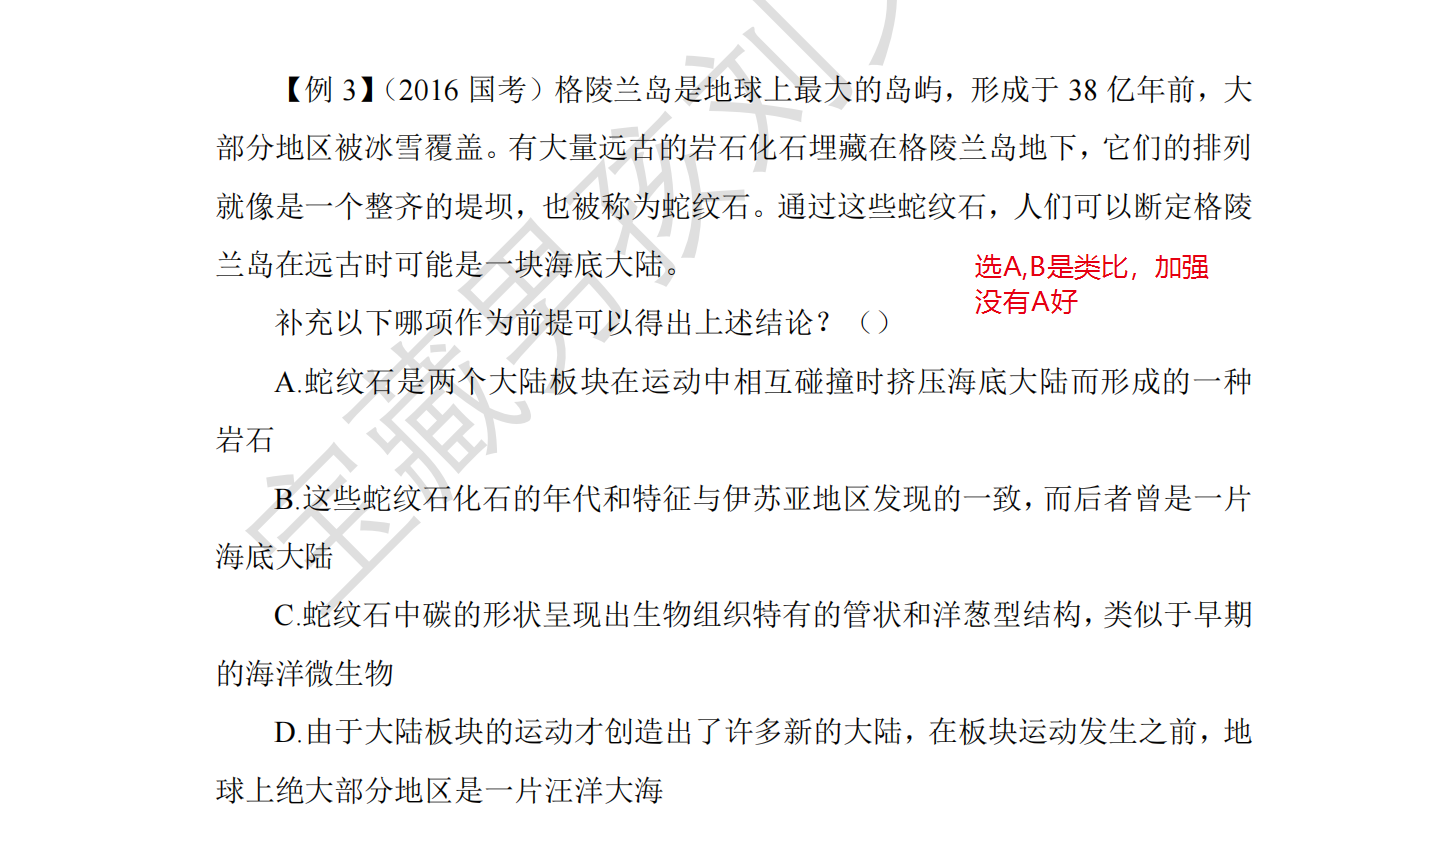 【例 3】（2016 国考）格陵兰岛是地球上最大的岛屿，形成于 38 亿年前，大
部分地区被冰雪覆盖。有大量远古的岩石化石埋藏在格陵兰岛地下，它们的排列
就像是一个整齐的堤坝，也被称为蛇纹石。通过这些蛇纹石，人们可以断定格陵
兰岛在远古时可能是一块海底大陆。
选A,B是类比，加强
没有A好
补充以下哪项作为前提可以得出上述结论？（）
A.蛇纹石是两个大陆板块在运动中相互碰撞时挤压海底大陆而形成的一种
岩石
B.这些蛇纹石化石的年代和特征与伊苏亚地区发现的一致，而后者曾是一片
海底大陆
C.蛇纹石中碳的形状呈现出生物组织特有的管状和洋葱型结构，类似于早期
的海洋微生物
D.由于大陆板块的运动才创造出了许多新的大陆，在板块运动发生之前，地
球上绝大部分地区是一片汪洋大海
宝藏男孩刘